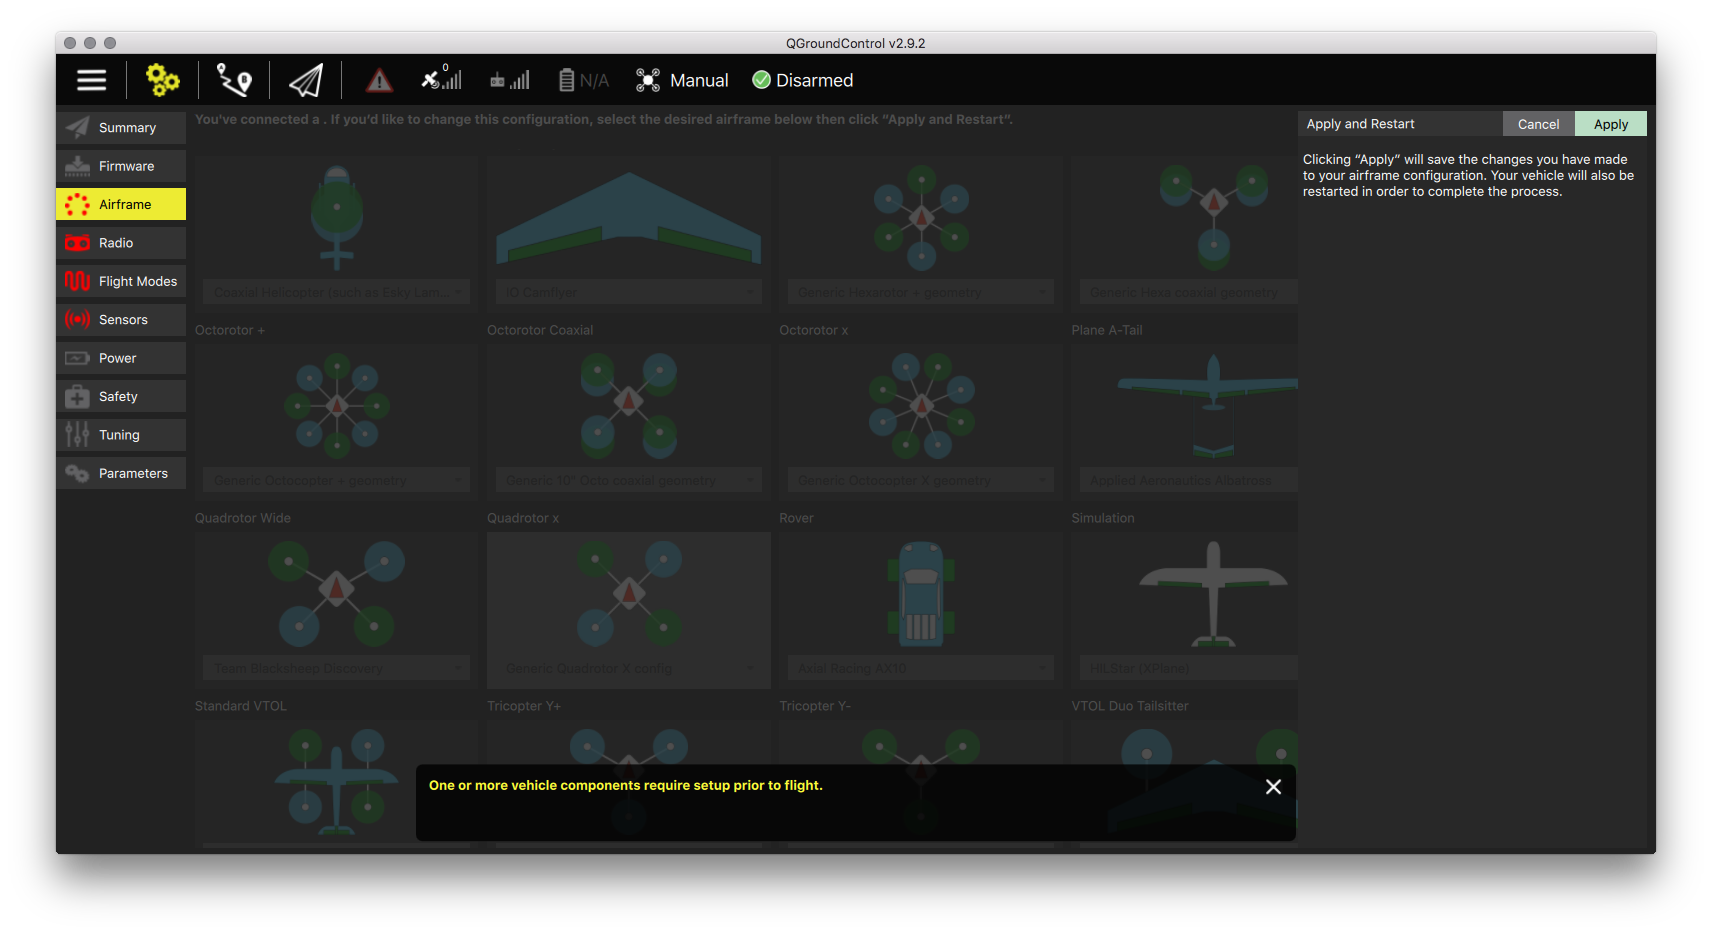 QGroundControl v2.9.2
0
N/A
Manual
Disarmed
Summary
Firmware
Airframe
Radio
Flight Modes
Sensors
Power
Safety
Tuning
Parameters
You've connected a . If you'd like to change this configuration, select the desired airframe below then click “Apply and Restart”.
Coaxial Helicopter (such as Esky Lam...
IO Camflyer
Generic Hexarotor + geometry
Generic Hexa coaxial geometry
Octorotor +
Octorotor Coaxial
Octorotor x
Plane A-Tail
Generic Octocopter + geometry
Generic 10" Octo coaxial geometry
Generic Octocopter X geometry
Applied Aeronautics Albatross
Quadrotor Wide
Quadrotor x
Rover
Simulation
Team Blacksheep Discovery
Generic Quadrotor X config
Axial Racing AX10
HILStar (XPlane)
Standard VTOL
Tricopter Y+
Tricopter Y-
VTOL Duo Tailsitter
One or more vehicle components require setup prior to flight.
Apply and Restart
Cancel
Apply
Clicking “Apply” will save the changes you have made
to your airframe configuration. Your vehicle will also be
restarted in order to complete the process.